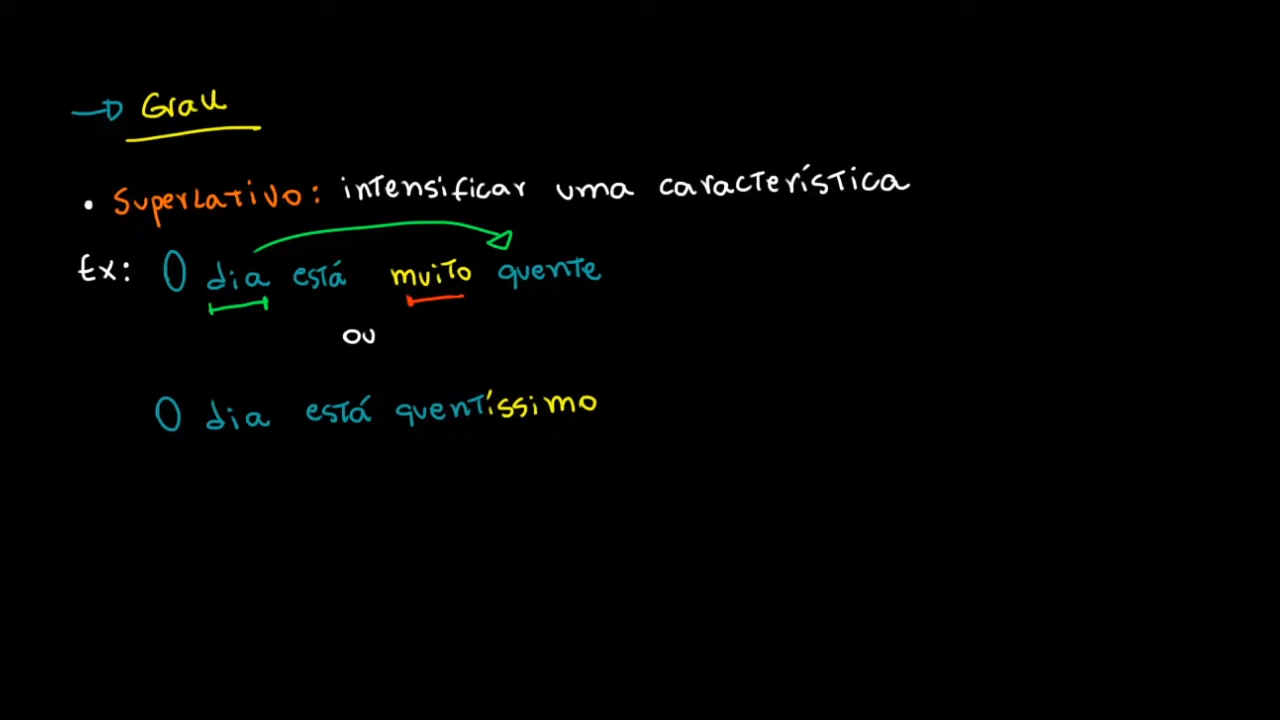 Grau
• Superlativo: intensificar uma característica
Ex: O dia está muito quente
ou
O dia está quentíssimo